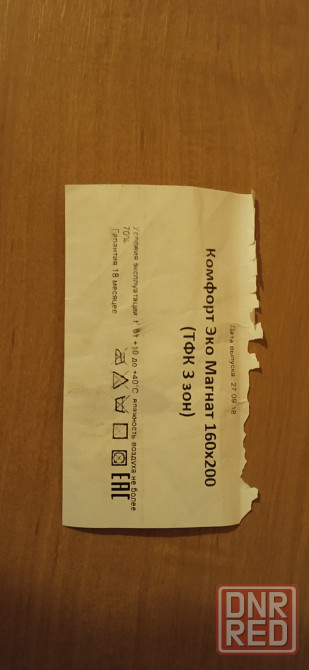 Дата выпуска: 27 09 18
Комфорт Эко Магнат 160х200
(ТФК 3 зон)
Условия эксплуатации: t° от +10 до +40°С, влажность воздуха не более
70%
Гарантия 18 месяцев
EAC
DNR
RED